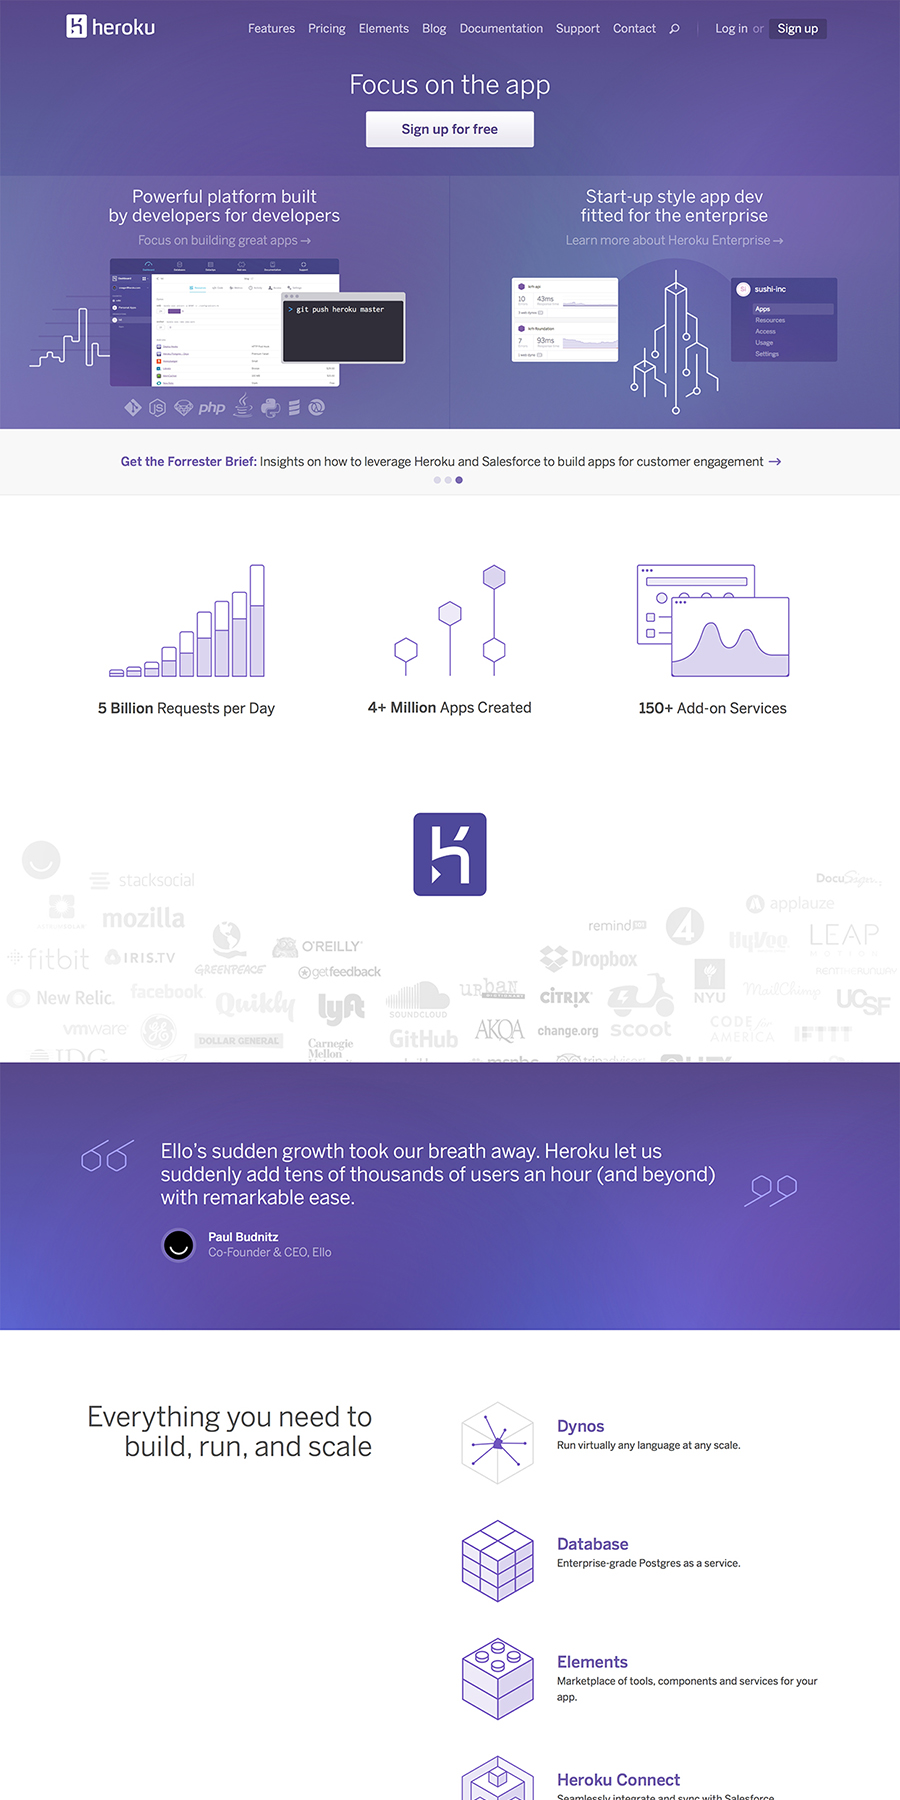 heroku
Features Pricing Elements Blog Documentation Support Contact Log in or Sign up
Focus on the app
Sign up for free
Powerful platform built
by developers for developers
Focus on building great apps →
> git push heroku master
php
Start-up style app dev
fitted for the enterprise
Learn more about Heroku Enterprise →
10
43ms
7
93ms
sushi-inc
Apps
Resources
Access
Usage
Settings
Get the Forrester Brief: Insights on how to leverage Heroku and Salesforce to build apps for customer engagement →
5 Billion Requests per Day
4+ Million Apps Created
150+ Add-on Services
stacksocial
mozilla
fitbit
IRIS.TV
GREENPEACE
O'REILLY
getfeedback
New Relic.
facebook
Quikly
lyft
SOUNDCLOUD
urban
vmware
DOLLAR GENERAL
Carnegie
Mellon
GitHub
AKQA
IDG
remind
4
Dropbox
CITRIX
change.org
scoot
NYU
HyVee
applauze
LEAP
RENT THE RUNWAY
MailChimp
UCSF
CODE for
AMERICA
IFTTT
tripadvisor
Ello's sudden growth took our breath away. Heroku let us
suddenly add tens of thousands of users an hour (and beyond)
with remarkable ease.
Paul Budnitz
Co-Founder & CEO, Ello
Everything you need to
build, run, and scale
Dynos
Run virtually any language at any scale.
Database
Enterprise-grade Postgres as a service.
Elements
Marketplace of tools, components and services for your
app.
Heroku Connect
Seamlessly integrate and sync with Salesforce